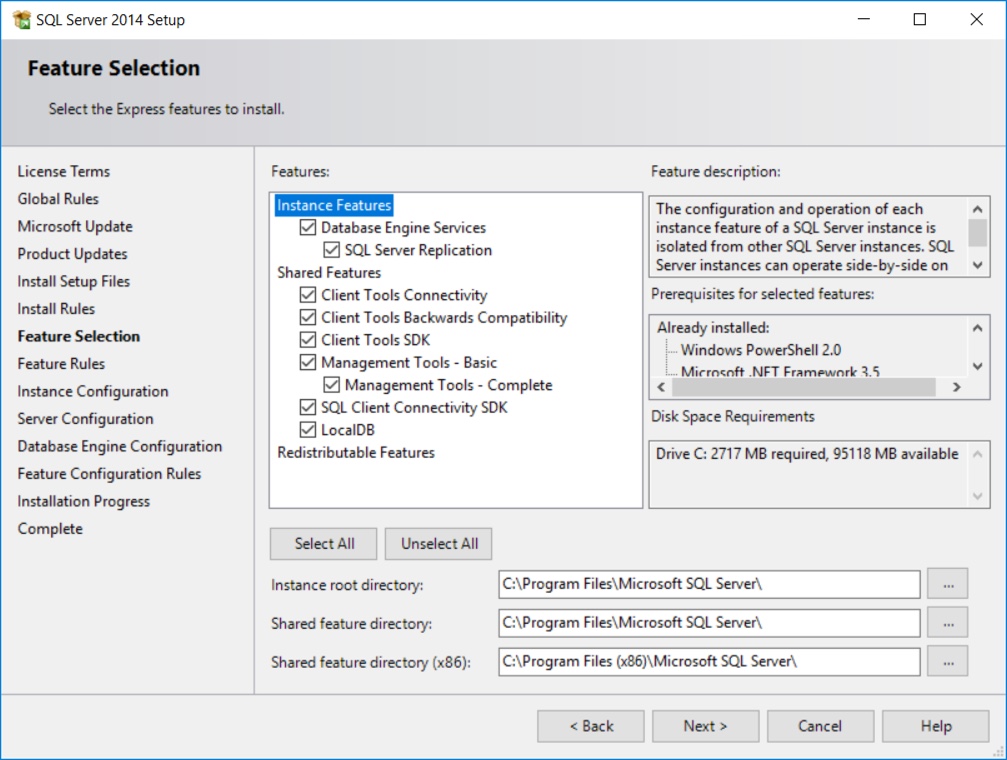 SQL Server 2014 Setup
Feature Selection
Select the Express features to install.
License Terms
Global Rules
Microsoft Update
Product Updates
Install Setup Files
Install Rules
Feature Selection
Feature Rules
Instance Configuration
Server Configuration
Database Engine Configuration
Feature Configuration Rules
Installation Progress
Complete
Features:
Instance Features
Database Engine Services
SQL Server Replication
Shared Features
Client Tools Connectivity
Client Tools Backwards Compatibility
Client Tools SDK
Management Tools - Basic
Management Tools - Complete
SQL Client Connectivity SDK
LocalDB
Redistributable Features
Feature description:
The configuration and operation of each
instance feature of a SQL Server instance is
isolated from other SQL Server instances. SQL
Server instances can operate side-by-side on
Prerequisites for selected features:
Already installed:
Windows PowerShell 2.0
Microsoft .NET Framework 3.5
Disk Space Requirements
Drive C: 2717 MB required, 95118 MB available
Select All
Unselect All
Instance root directory:
C:\Program Files\Microsoft SQL Server\
...
Shared feature directory:
C:\Program Files\Microsoft SQL Server\
...
Shared feature directory (x86):
C:\Program Files (x86)\Microsoft SQL Server\
...
< Back
Next >
Cancel
Help